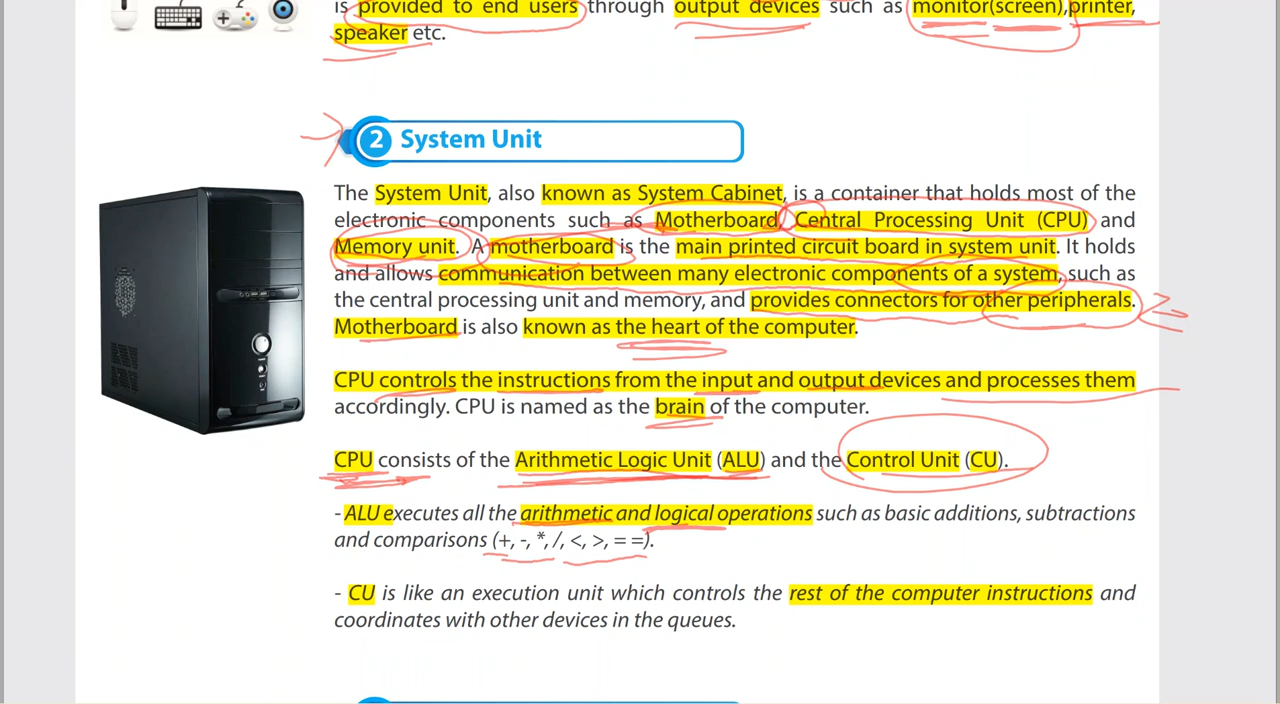 is provided to end users through output devices such as monitor(screen),printer,
speaker etc.
2 System Unit
The System Unit, also known as System Cabinet, is a container that holds most of the
electronic components such as Motherboard, Central Processing Unit (CPU) and
Memory unit. A motherboard is the main printed circuit board in system unit. It holds
and allows communication between many electronic components of a system, such as
the central processing unit and memory, and provides connectors for other peripherals.
Motherboard is also known as the heart of the computer.
CPU controls the instructions from the input and output devices and processes them
accordingly. CPU is named as the brain of the computer.
CPU consists of the Arithmetic Logic Unit (ALU) and the Control Unit (CU).
- ALU executes all the arithmetic and logical operations such as basic additions, subtractions
and comparisons (+, -, *, /, <, >, = =).
- CU is like an execution unit which controls the rest of the computer instructions and
coordinates with other devices in the queues.